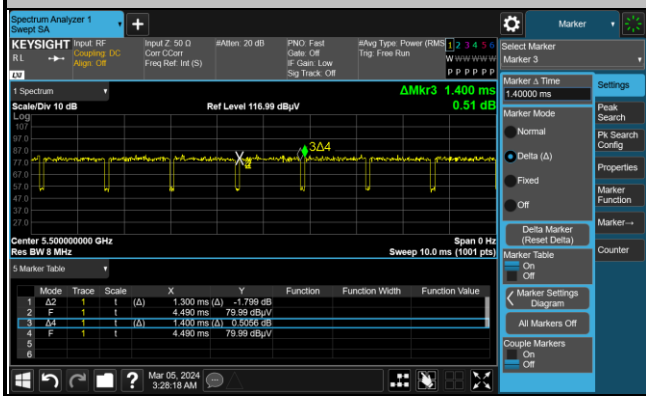 Spectrum Analyzer 1
Swept SA
+
Marker
KEYSIGHT
R L
LXI
Input: RF
Coupling: DC
Align: Off
Input Z: 50 Ω
Corr CCorr
Freq Ref: Int (S)
#Atten: 20 dB
PNO: Fast
Gate: Off
IF Gain: Low
Sig Track: Off
#Avg Type: Power (RMS
Trig: Free Run
1 2 3 4 5 6
W W W W W W
P P P P P P
1 Spectrum
Scale/Div 10 dB
Log
Ref Level 116.99 dBµV
ΔMkr3 1.400 ms
0.51 dB
107
97.0
87.0
77.0
67.0
57.0
47.0
37.0
27.0
3Δ4
Center 5.500000000 GHz
Res BW 8 MHz
Span 0 Hz
Sweep 10.0 ms (1001 pts)
5 Marker Table
Mode Trace Scale X Y Function Function Width Function Value
1 Δ2 1 t (Δ) 1.300 ms (Δ) -1.799 dB
2 F 1 t 4.490 ms 79.99 dBµV
3 Δ4 1 t (Δ) 1.400 ms (Δ) 0.5056 dB
4 F 1 t 4.490 ms 79.99 dBµV
5
6
?
Mar 05, 2024
3:28:18 AM
Select Marker
Marker 3
Marker Δ Time
1.40000 ms
Marker Mode
Normal
Delta (Δ)
Fixed
Off
Delta Marker
(Reset Delta)
Marker Table
On
Off
Marker Settings
Diagram
All Markers Off
Couple Markers
On
Off
Settings
Peak
Search
Pk Search
Config
Properties
Marker
Function
Marker→
Counter